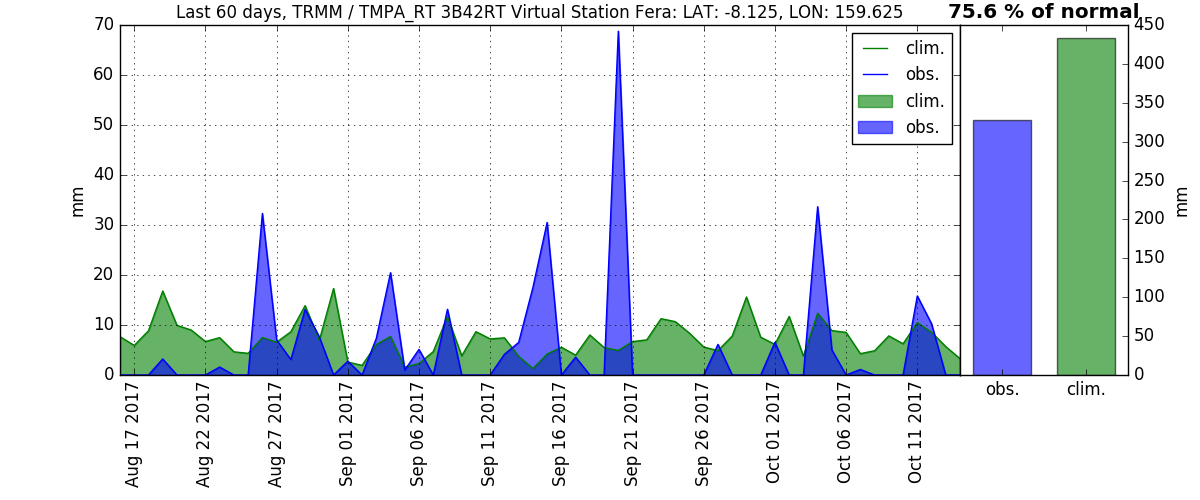 Last 60 days, TRMM / TMPA_RT 3B42RT Virtual Station Fera: LAT: -8.125, LON: 159.625
75.6 % of normal
70
60
50
40
30
20
10
0
mm
clim.
obs.
clim.
obs.
Aug 17 2017
Aug 22 2017
Aug 27 2017
Sep 01 2017
Sep 06 2017
Sep 11 2017
Sep 16 2017
Sep 21 2017
Sep 26 2017
Oct 01 2017
Oct 06 2017
Oct 11 2017
450
400
350
300
250
200
150
100
50
0
mm
obs.
clim.